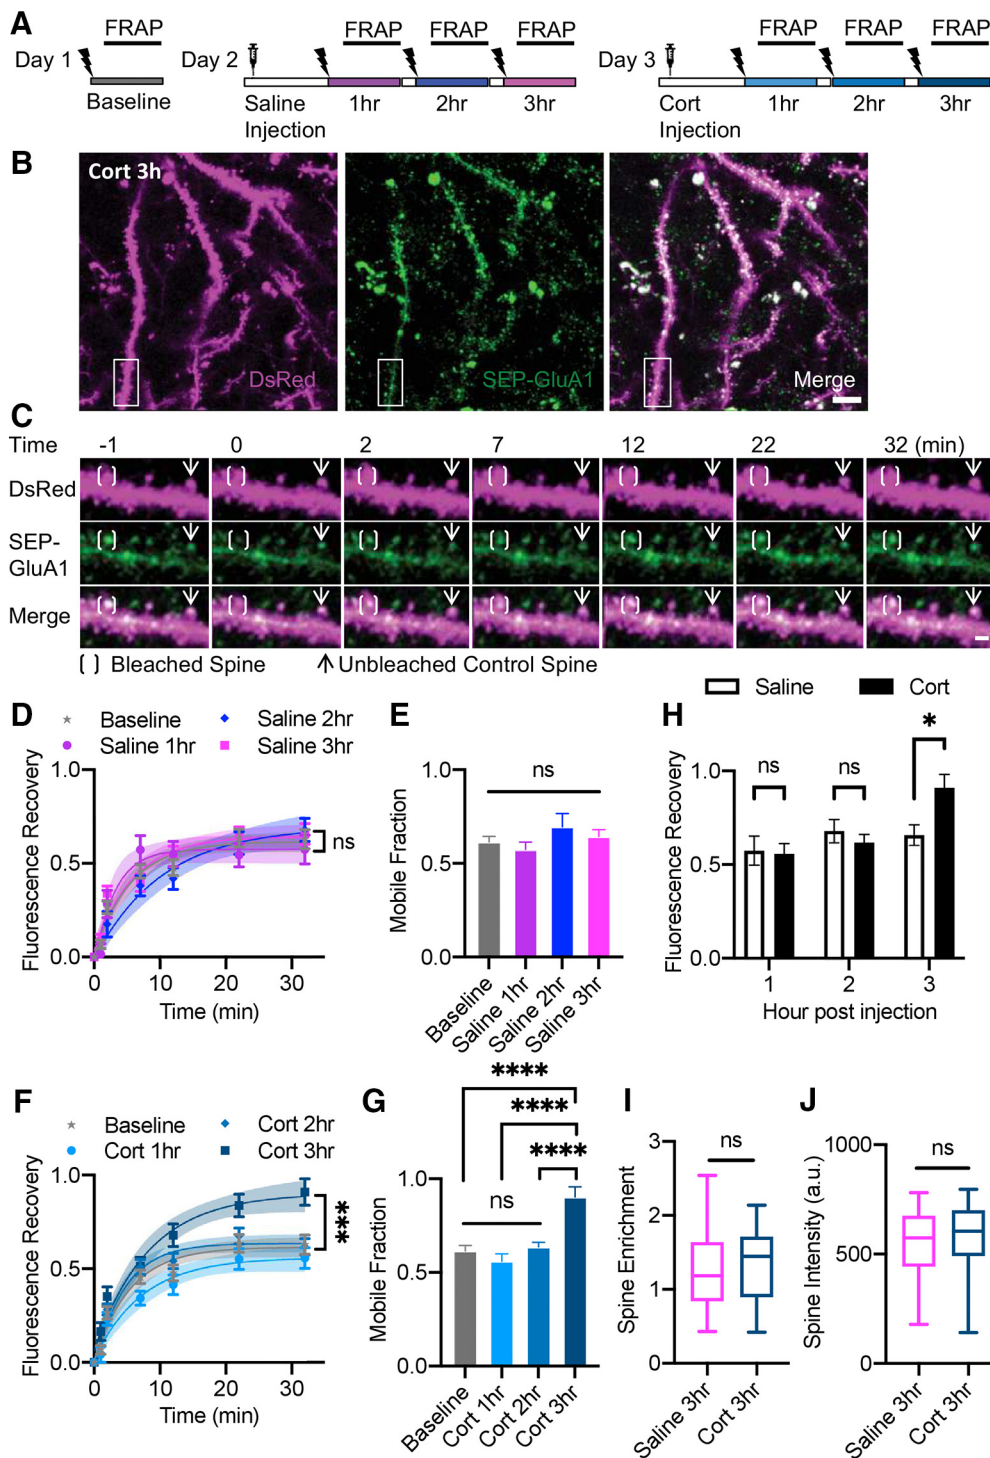 A
FRAP
FRAP
FRAP
FRAP
FRAP
FRAP
FRAP
Day 1
Day 2
Day 3
Baseline
Saline
Injection
1hr
2hr
3hr
Cort
Injection
1hr
2hr
3hr
B
Cort 3h
DsRed
SEP-GluA1
Merge
C
Time
-1
0
2
7
12
22
32 (min)
DsRed
SEP-
GluA1
Merge
Bleached Spine
Unbleached Control Spine
D
Baseline
Saline 2hr
Saline 1hr
Saline 3hr
Fluorescence Recovery
1.0
0.5
0.0
ns
0
10
20
30
Time (min)
E
Mobile Fraction
1.0
0.5
0.0
ns
Baseline
Saline 1hr
Saline 2hr
Saline 3hr
H
Saline
Cort
Fluorescence Recovery
1.0
0.5
0.0
ns
ns
*
1
2
3
Hour post injection
F
Baseline
Cort 2hr
Cort 1hr
Cort 3hr
Fluorescence Recovery
1.0
0.5
0.0
***
0
10
20
30
Time (min)
G
****
****
****
ns
Mobile Fraction
1.0
0.5
0.0
Baseline
Cort 1hr
Cort 2hr
Cort 3hr
I
Spine Enrichment
3
2
1
0
ns
Saline 3hr
Cort 3hr
J
Spine Intensity (a.u.)
1000
500
0
ns
Saline 3hr
Cort 3hr